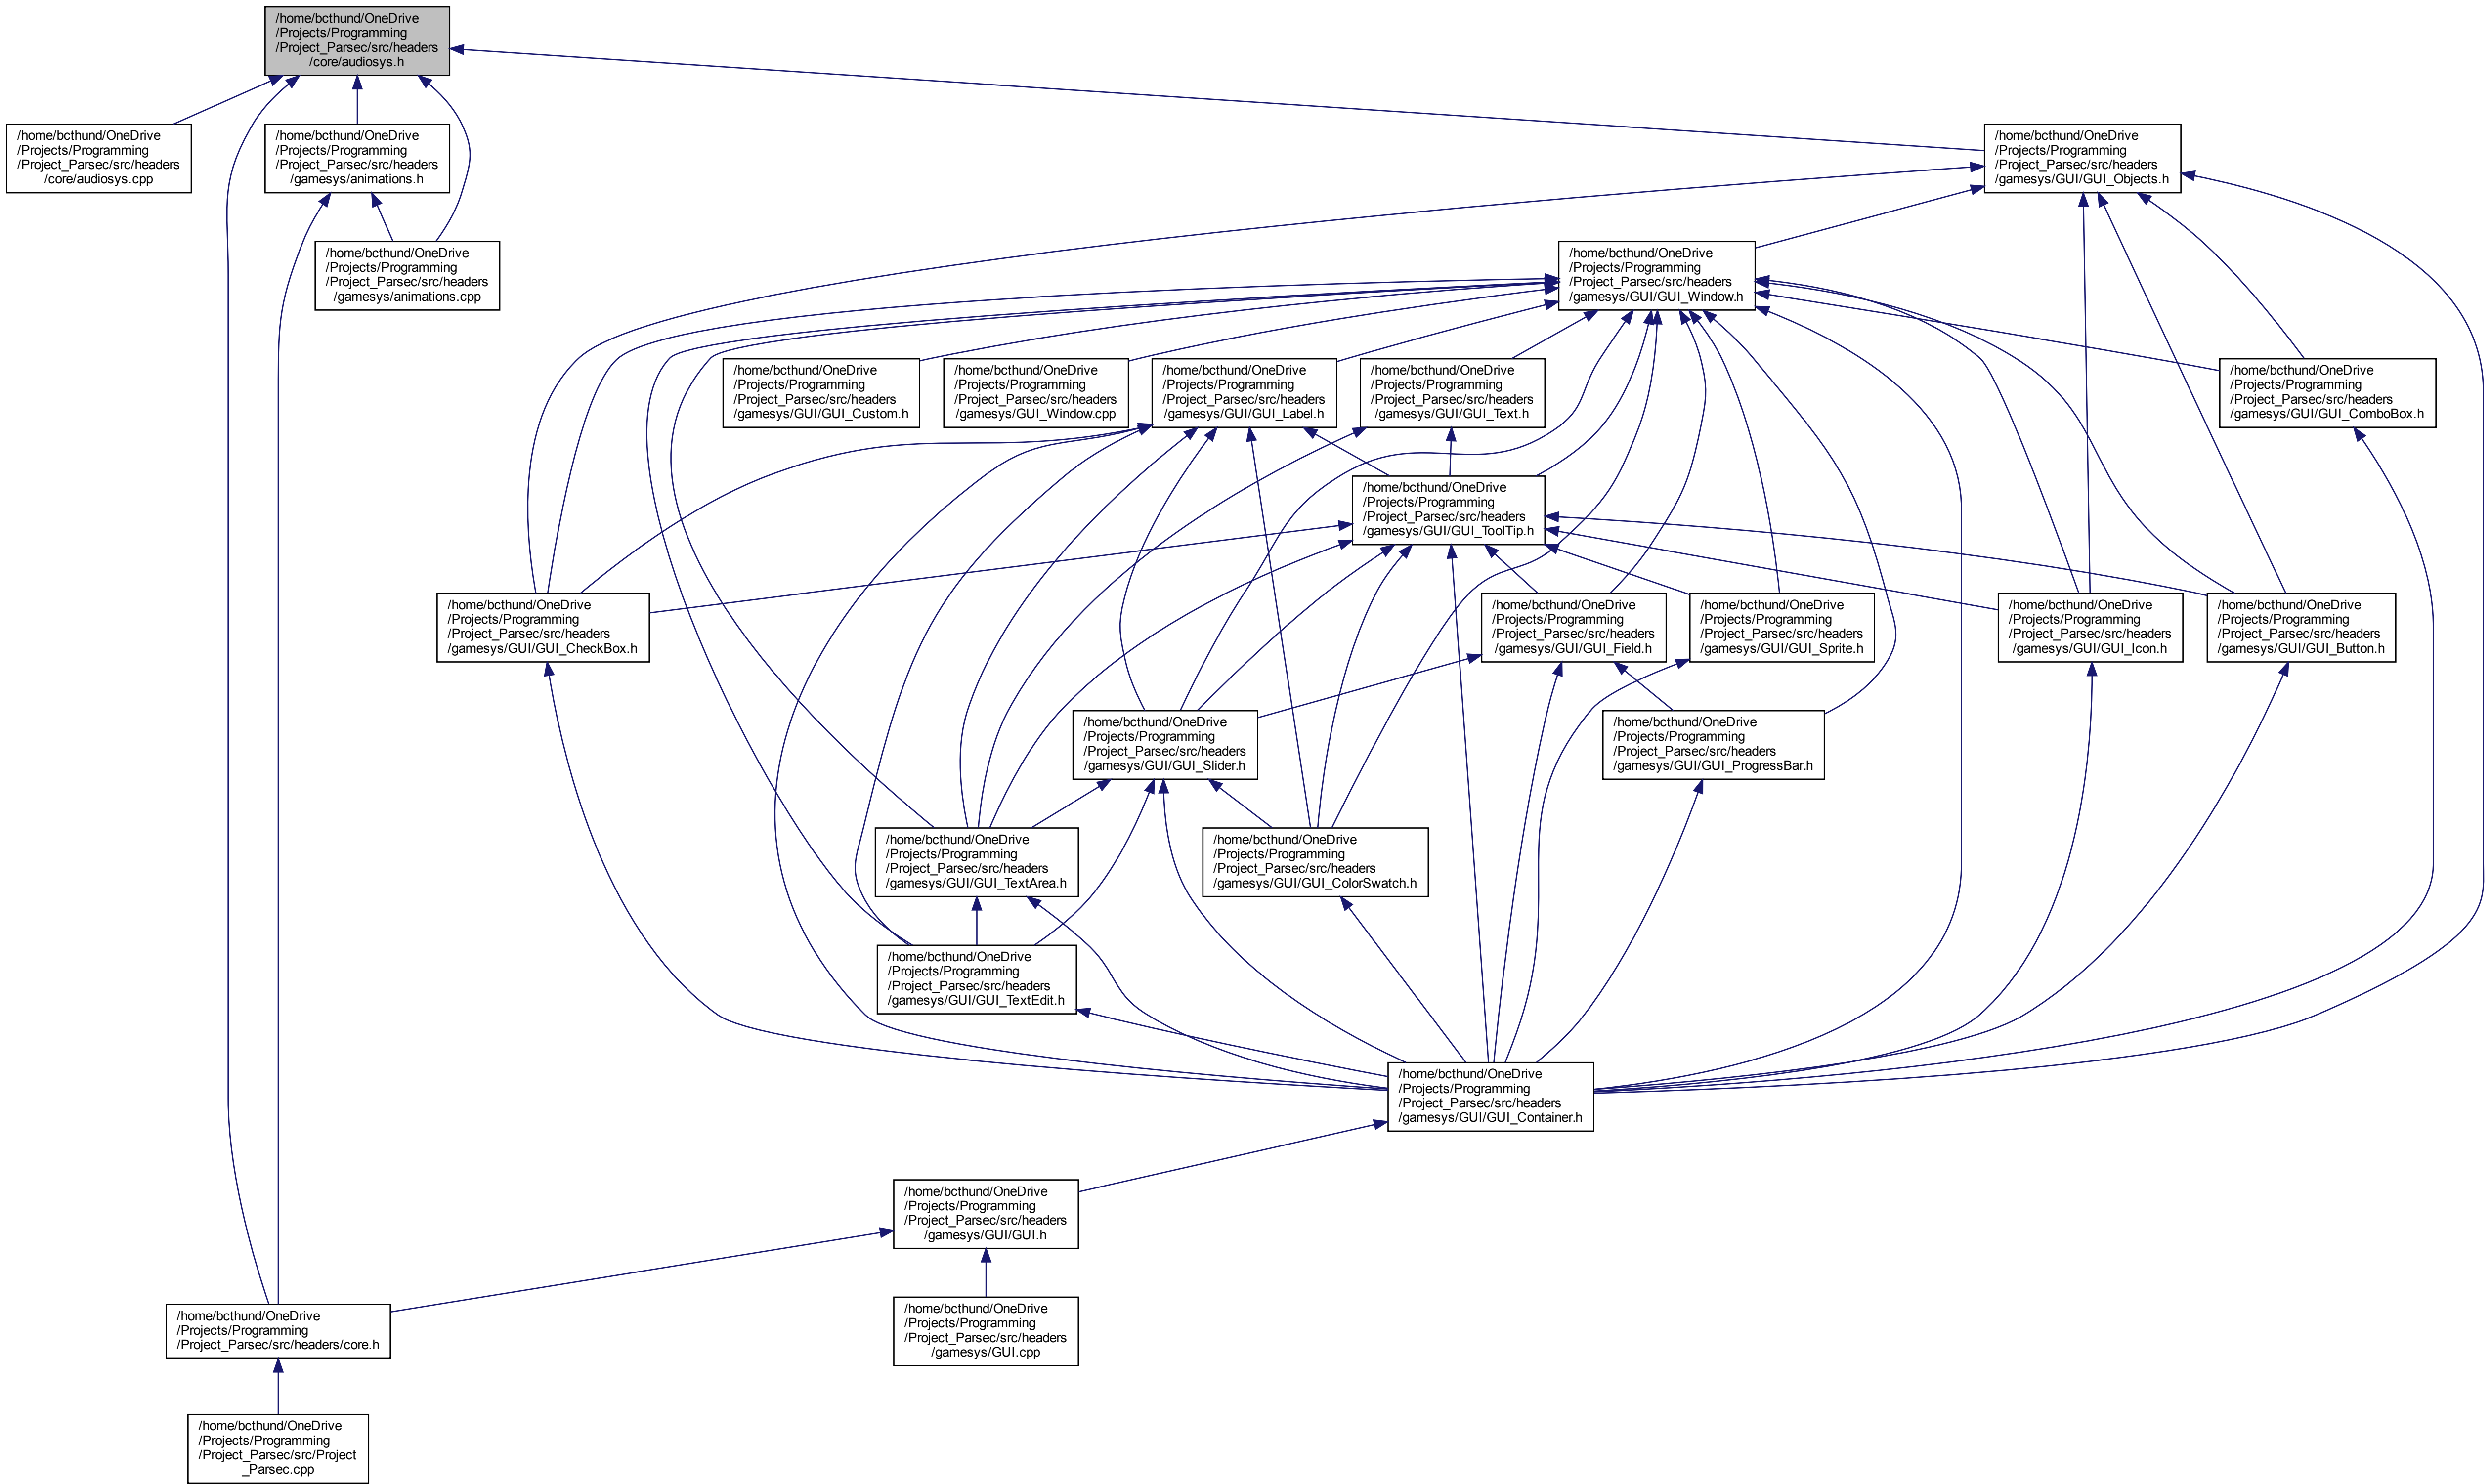 /home/bcthund/OneDrive
/Projects/Programming
/Project_Parsec/src/headers
/core/audiosys.h
/home/bcthund/OneDrive
/Projects/Programming
/Project_Parsec/src/headers
/core/audiosys.cpp
/home/bcthund/OneDrive
/Projects/Programming
/Project_Parsec/src/headers
/gamesys/animations.h
/home/bcthund/OneDrive
/Projects/Programming
/Project_Parsec/src/headers
/gamesys/GUI/GUI_Objects.h
/home/bcthund/OneDrive
/Projects/Programming
/Project_Parsec/src/headers
/gamesys/animations.cpp
/home/bcthund/OneDrive
/Projects/Programming
/Project_Parsec/src/headers
/gamesys/GUI/GUI_Window.h
/home/bcthund/OneDrive
/Projects/Programming
/Project_Parsec/src/headers
/gamesys/GUI/GUI_Custom.h
/home/bcthund/OneDrive
/Projects/Programming
/Project_Parsec/src/headers
/gamesys/GUI_Window.cpp
/home/bcthund/OneDrive
/Projects/Programming
/Project_Parsec/src/headers
/gamesys/GUI/GUI_Label.h
/home/bcthund/OneDrive
/Projects/Programming
/Project_Parsec/src/headers
/gamesys/GUI/GUI_Text.h
/home/bcthund/OneDrive
/Projects/Programming
/Project_Parsec/src/headers
/gamesys/GUI/GUI_ComboBox.h
/home/bcthund/OneDrive
/Projects/Programming
/Project_Parsec/src/headers
/gamesys/GUI/GUI_ToolTip.h
/home/bcthund/OneDrive
/Projects/Programming
/Project_Parsec/src/headers
/gamesys/GUI/GUI_CheckBox.h
/home/bcthund/OneDrive
/Projects/Programming
/Project_Parsec/src/headers
/gamesys/GUI/GUI_Field.h
/home/bcthund/OneDrive
/Projects/Programming
/Project_Parsec/src/headers
/gamesys/GUI/GUI_Sprite.h
/home/bcthund/OneDrive
/Projects/Programming
/Project_Parsec/src/headers
/gamesys/GUI/GUI_Icon.h
/home/bcthund/OneDrive
/Projects/Programming
/Project_Parsec/src/headers
/gamesys/GUI/GUI_Button.h
/home/bcthund/OneDrive
/Projects/Programming
/Project_Parsec/src/headers
/gamesys/GUI/GUI_Slider.h
/home/bcthund/OneDrive
/Projects/Programming
/Project_Parsec/src/headers
/gamesys/GUI/GUI_ProgressBar.h
/home/bcthund/OneDrive
/Projects/Programming
/Project_Parsec/src/headers
/gamesys/GUI/GUI_TextArea.h
/home/bcthund/OneDrive
/Projects/Programming
/Project_Parsec/src/headers
/gamesys/GUI/GUI_ColorSwatch.h
/home/bcthund/OneDrive
/Projects/Programming
/Project_Parsec/src/headers
/gamesys/GUI/GUI_TextEdit.h
/home/bcthund/OneDrive
/Projects/Programming
/Project_Parsec/src/headers
/gamesys/GUI/GUI_Container.h
/home/bcthund/OneDrive
/Projects/Programming
/Project_Parsec/src/headers
/gamesys/GUI/GUI.h
/home/bcthund/OneDrive
/Projects/Programming
/Project_Parsec/src/headers/core.h
/home/bcthund/OneDrive
/Projects/Programming
/Project_Parsec/src/headers
/gamesys/GUI.cpp
/home/bcthund/OneDrive
/Projects/Programming
/Project_Parsec/src/Project
_Parsec.cpp